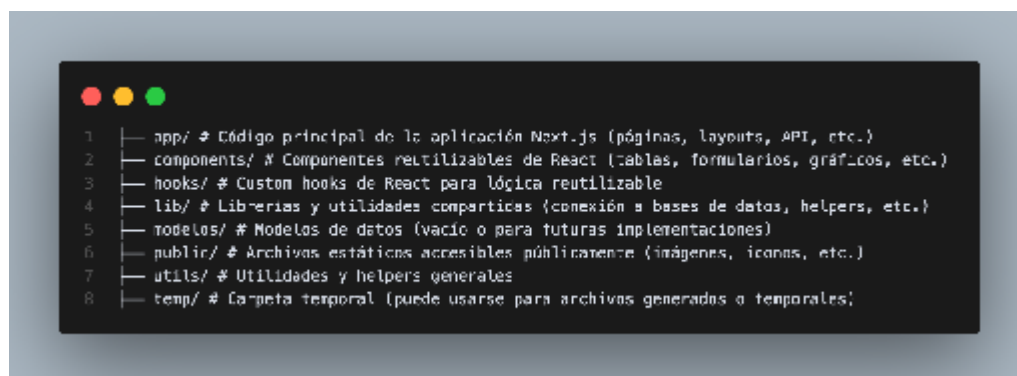 1 ├── app/ # Código principal de la aplicación Next.js (páginas, layouts, API, etc.)
2 ├── components/ # Componentes reutilizables de React (tablas, formularios, gráficos, etc.)
3 ├── hooks/ # Custom hooks de React para lógica reutilizable
4 ├── lib/ # Librerías y utilidades compartidas (conexión a bases de datos, helpers, etc.)
5 ├── modelos/ # Modelos de datos (vacío o para futuras implementaciones)
6 ├── public/ # Archivos estáticos accesibles públicamente (imágenes, iconos, etc.)
7 ├── utils/ # Utilidades y helpers generales
8 ├── temp/ # Carpeta temporal (puede usarse para archivos generados o temporales)